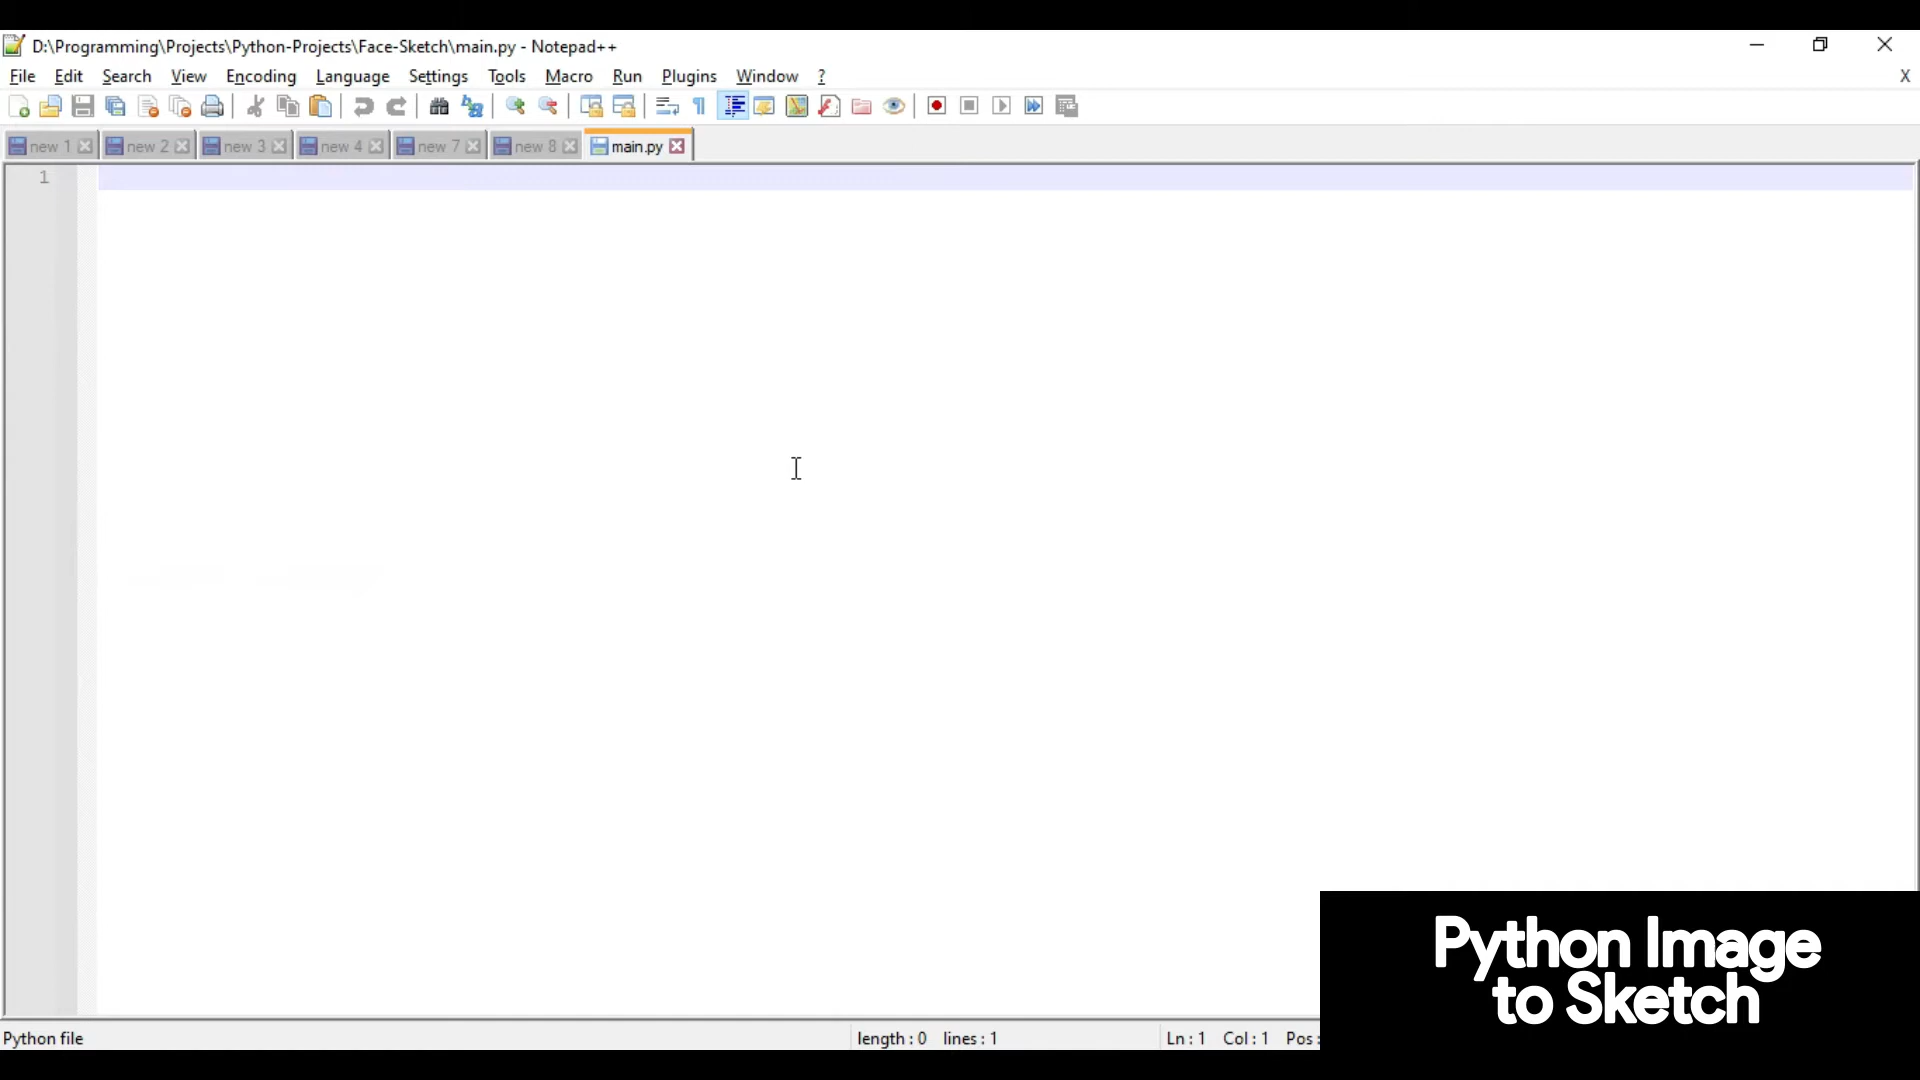 D:\Programming\Projects\Python-Projects\Face-Sketch\main.py - Notepad++
File Edit Search View Encoding Language Settings Tools Macro Run Plugins Window ? X
new 1 new 2 new 3 new 4 new 7 new 8 main.py
1
Python Image
to Sketch
Python file length : 0 lines : 1 Ln : 1 Col : 1 Pos :